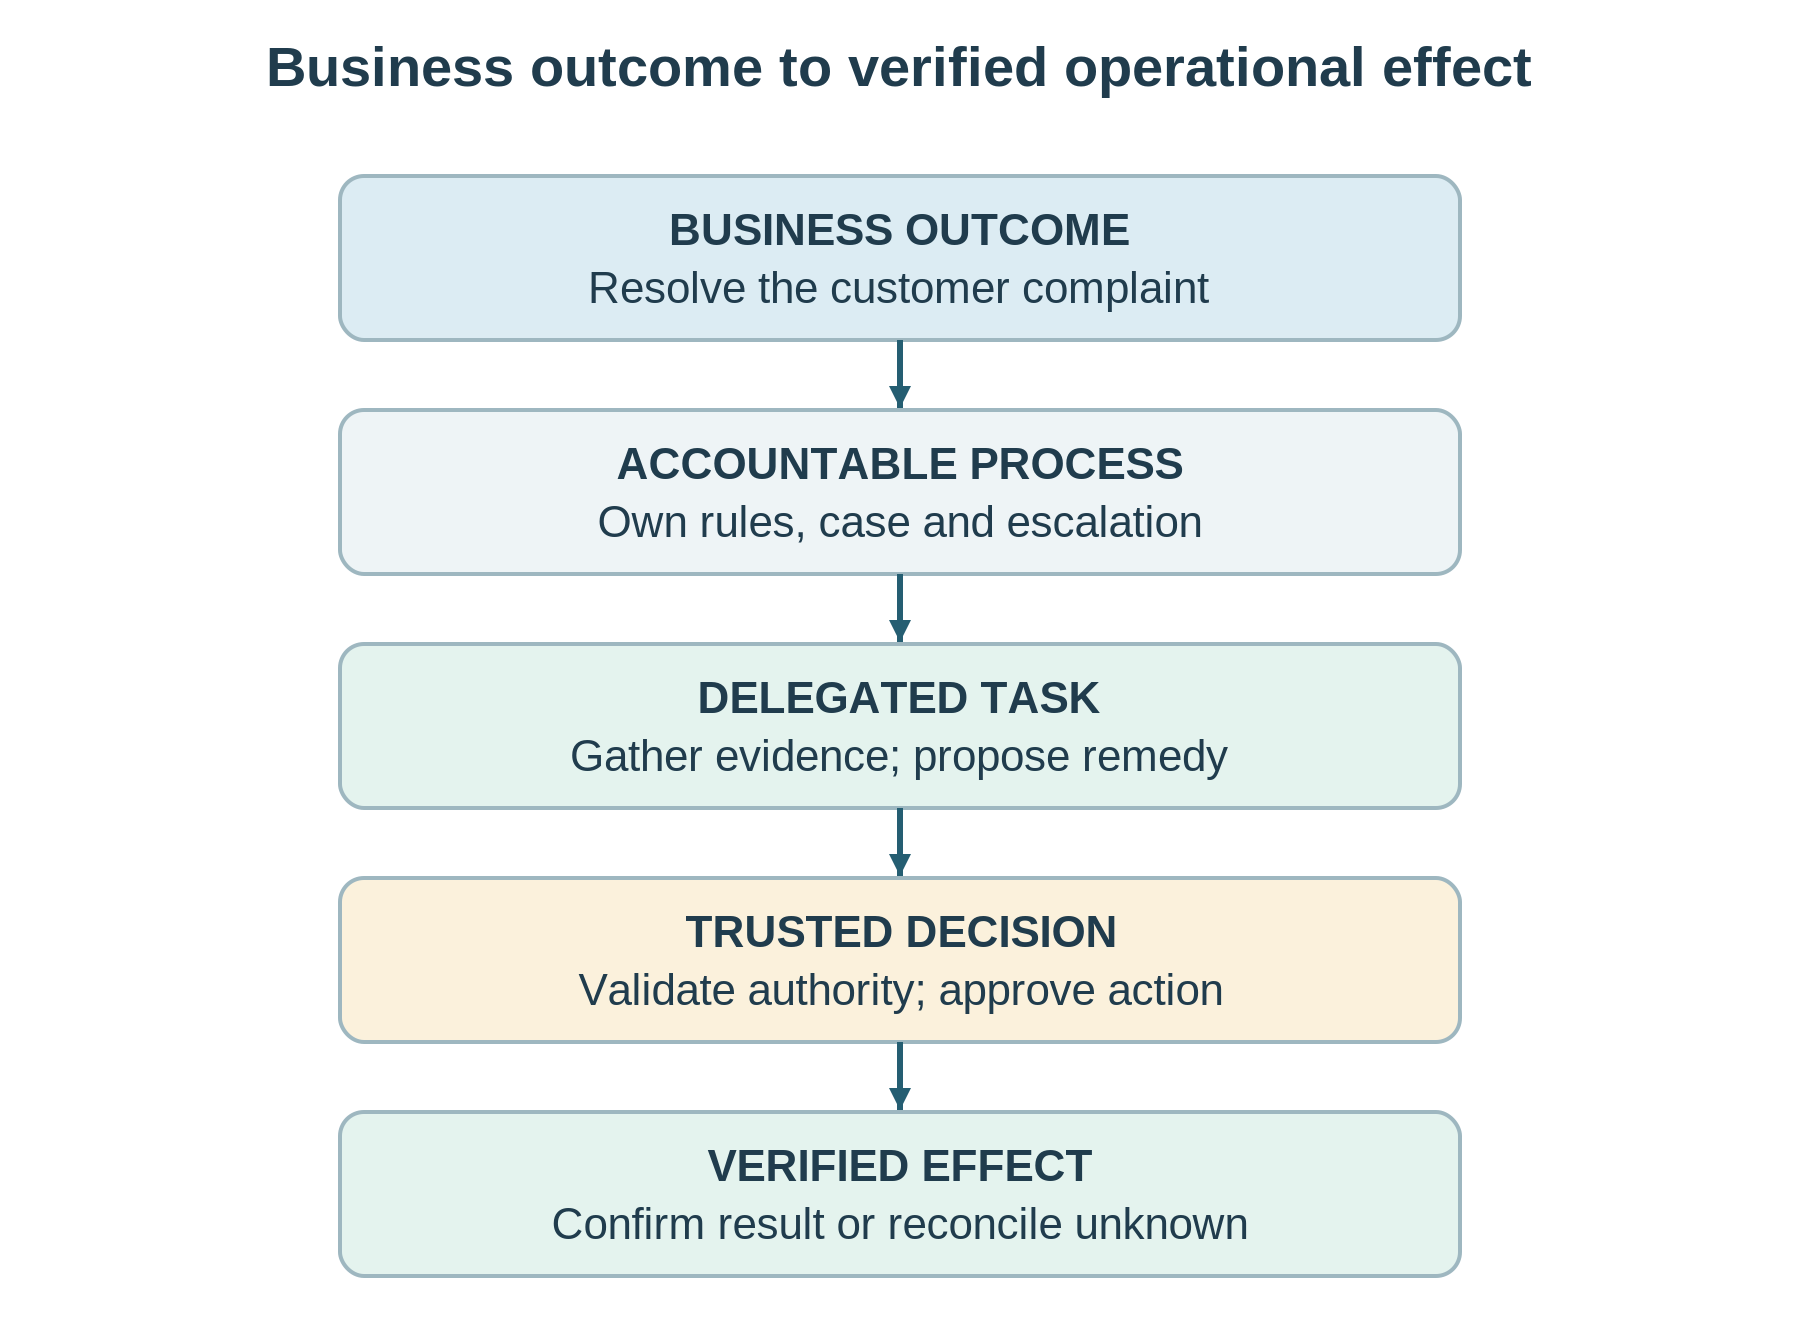 Business outcome to verified operational effect
BUSINESS OUTCOME
Resolve the customer complaint
ACCOUNTABLE PROCESS
Own rules, case and escalation
DELEGATED TASK
Gather evidence; propose remedy
TRUSTED DECISION
Validate authority; approve action
VERIFIED EFFECT
Confirm result or reconcile unknown